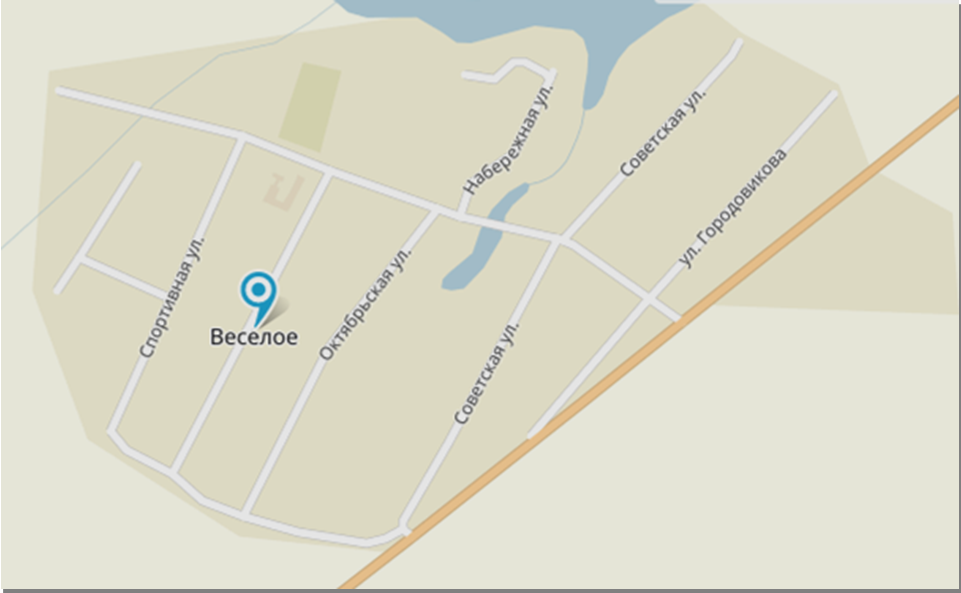 Набережная ул.
Советская ул.
ул. Городовикова
Спортивная ул.
Октябрьская ул.
Веселое
Советская ул.